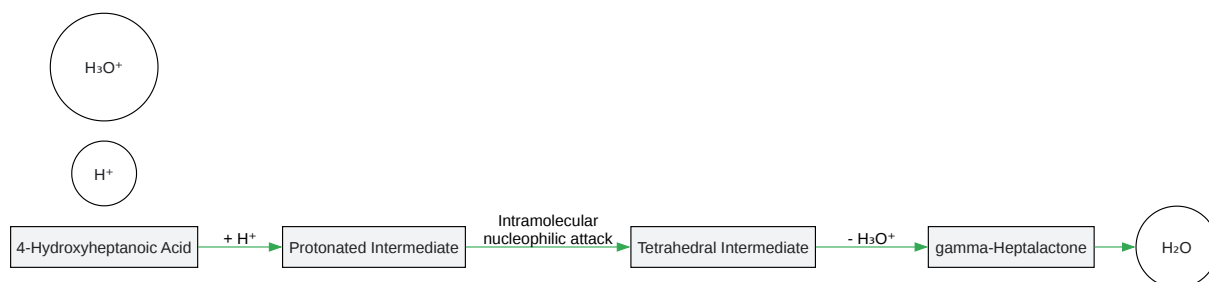 H₃O⁺
H⁺
4-Hydroxyheptanoic Acid
+ H⁺
Protonated Intermediate
Intramolecular
nucleophilic attack
Tetrahedral Intermediate
- H₃O⁺
gamma-Heptalactone
H₂O